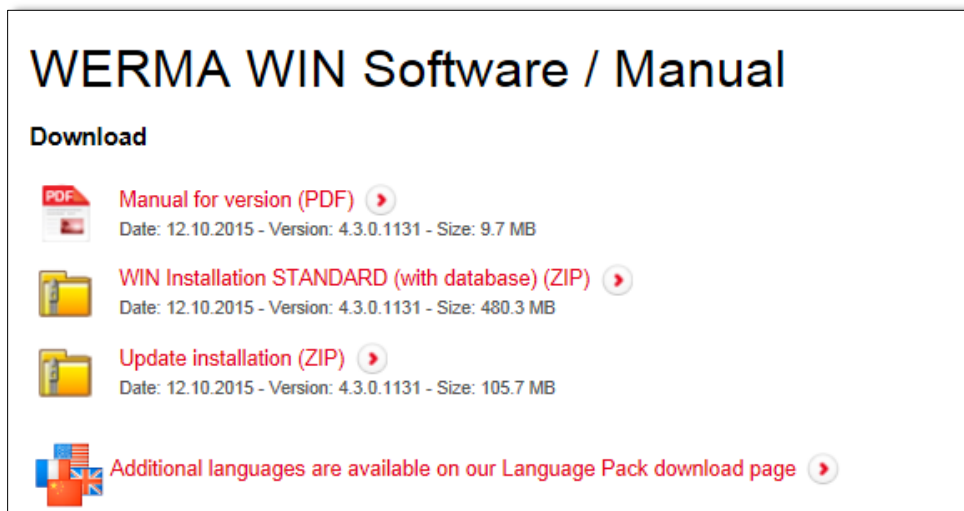 WERMA WIN Software / Manual
Download
PDF
Manual for version (PDF)
Date: 12.10.2015 - Version: 4.3.0.1131 - Size: 9.7 MB
WIN Installation STANDARD (with database) (ZIP)
Date: 12.10.2015 - Version: 4.3.0.1131 - Size: 480.3 MB
Update installation (ZIP)
Date: 12.10.2015 - Version: 4.3.0.1131 - Size: 105.7 MB
Additional languages are available on our Language Pack download page